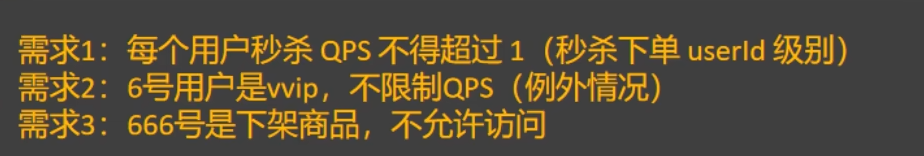 需求1：每个用户秒杀 QPS 不得超过 1（秒杀下单 userId 级别）
需求2：6号用户是vvip，不限制QPS（例外情况）
需求3：666号是下架商品，不允许访问